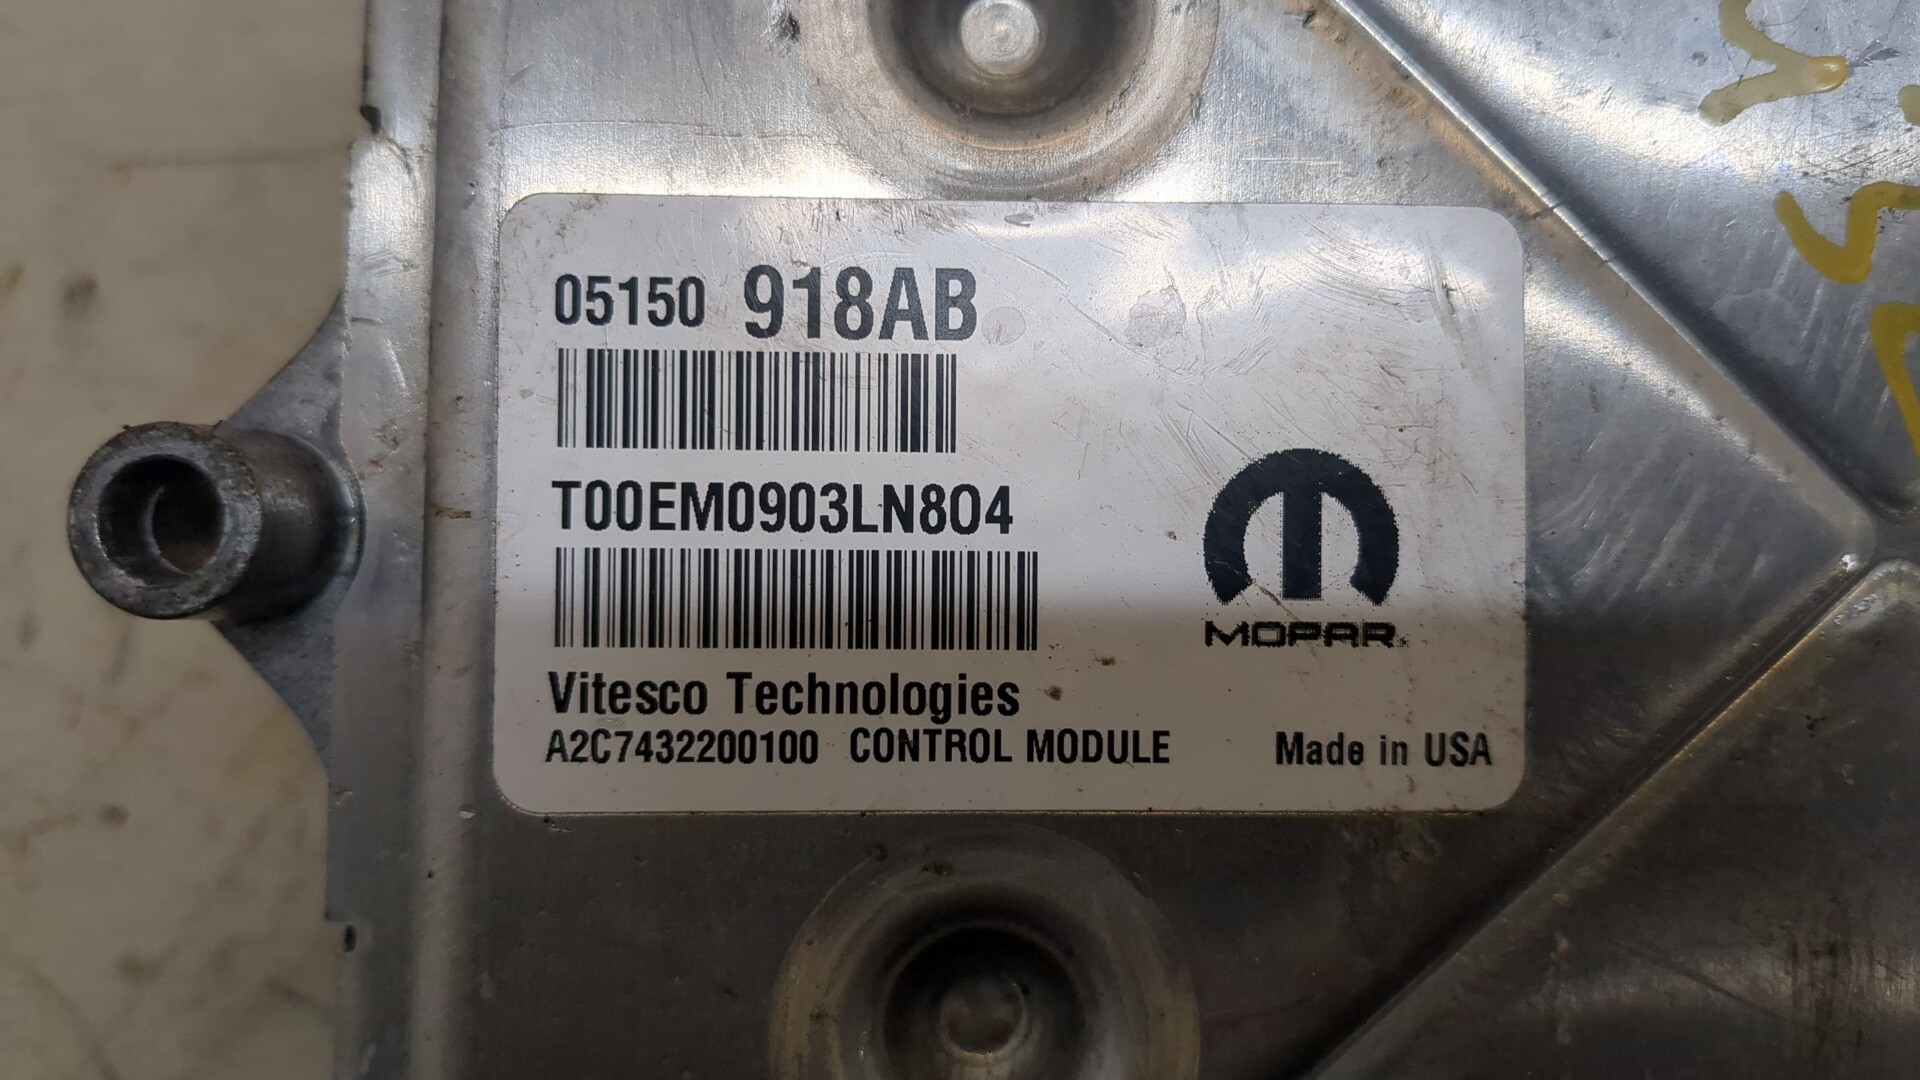 05150 918AB
T00EM0903LN804
MOPAR
Vitesco Technologies
A2C7432200100 CONTROL MODULE Made in USA